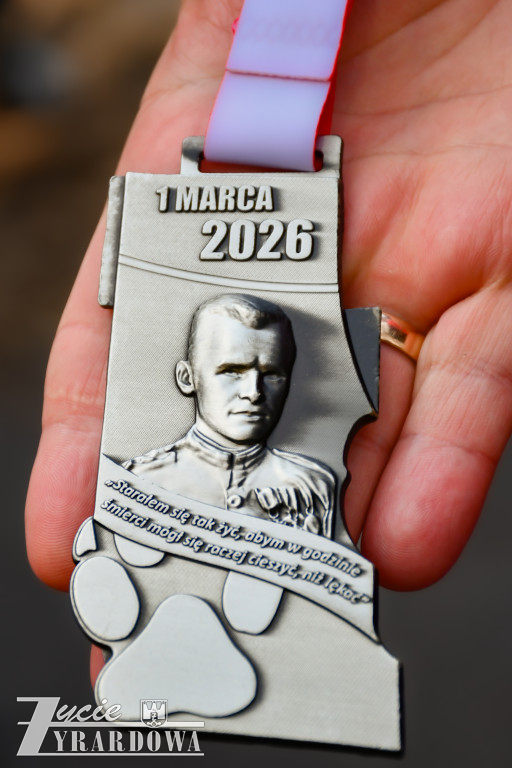 1 MARCA
2026
„Starałem się tak żyć, abym w godzinie
śmierci mógł się raczej cieszyć, niż lękać”
Życie
ŻYRARDOWA